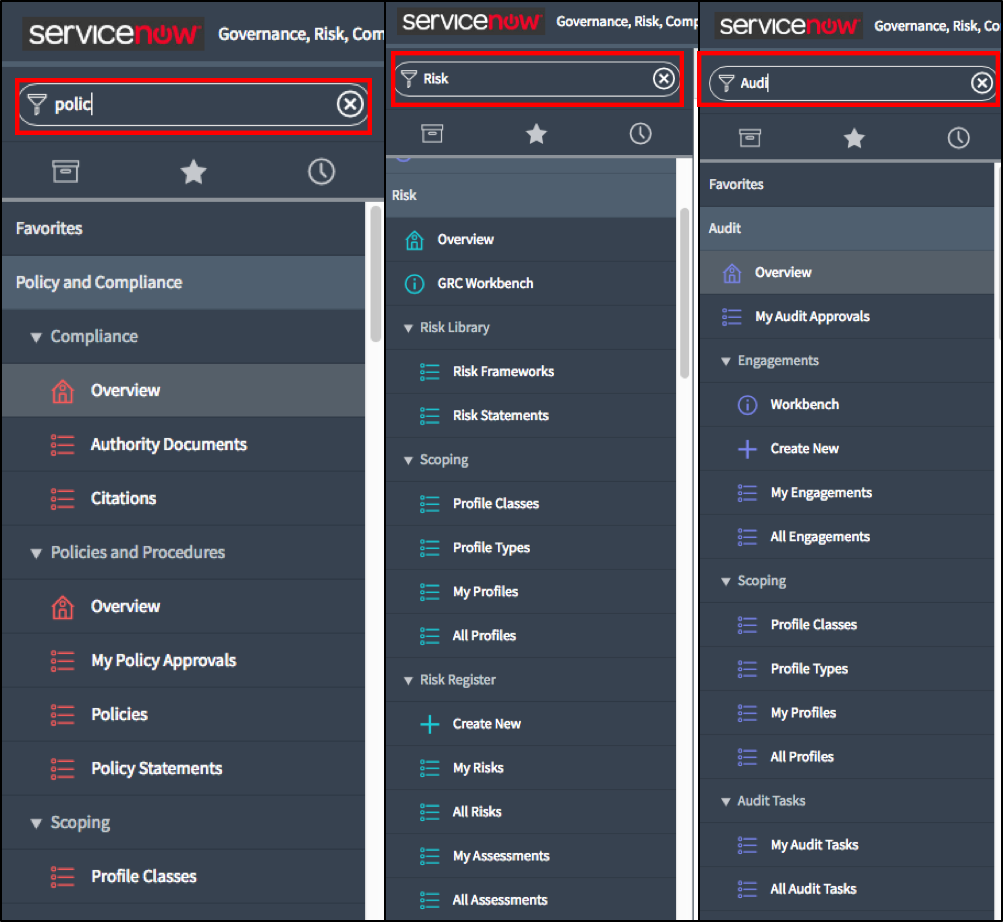 servicenow Governance, Risk, Com
polic
Favorites
Policy and Compliance
Compliance
Overview
Authority Documents
Citations
Policies and Procedures
Overview
My Policy Approvals
Policies
Policy Statements
Scoping
Profile Classes
servicenow Governance, Risk, Comp
Risk
Risk
Overview
GRC Workbench
Risk Library
Risk Frameworks
Risk Statements
Scoping
Profile Classes
Profile Types
My Profiles
All Profiles
Risk Register
Create New
My Risks
All Risks
My Assessments
All Assessments
servicenow Governance, Risk, Co
Audi
Favorites
Audit
Overview
My Audit Approvals
Engagements
Workbench
Create New
My Engagements
All Engagements
Scoping
Profile Classes
Profile Types
My Profiles
All Profiles
Audit Tasks
My Audit Tasks
All Audit Tasks